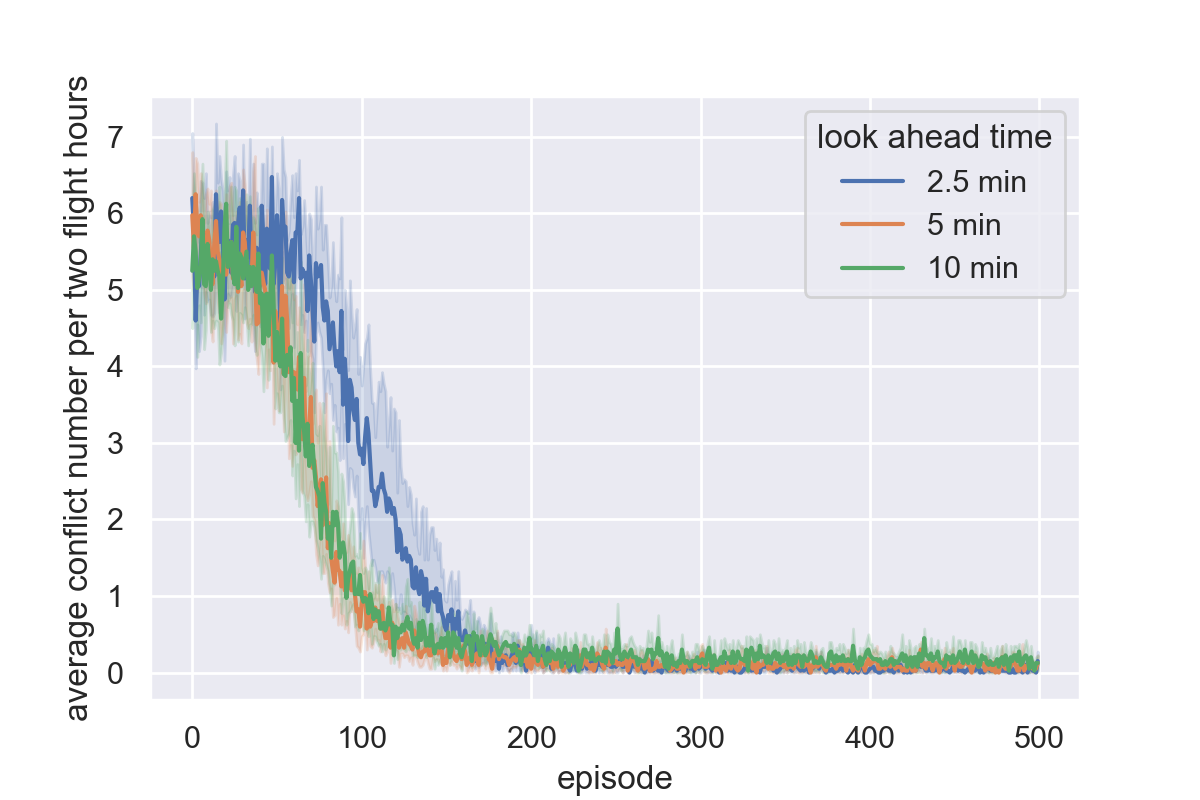 average conflict number per two flight hours
7
6
5
4
3
2
1
0
look ahead time
2.5 min
5 min
10 min
0 100 200 300 400 500
episode